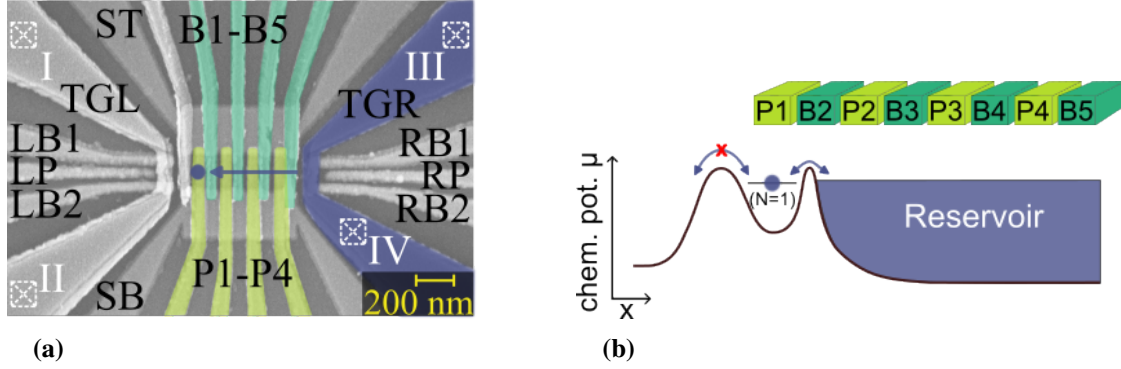 ST
B1-B5
I
III
TGL
TGR
LB1
RB1
LP
RP
LB2
RB2
II
IV
SB
P1-P4
200 nm
(a)
P1 B2 P2 B3 P3 B4 P4 B5
chem. pot. μ
(N=1)
Reservoir
x
(b)